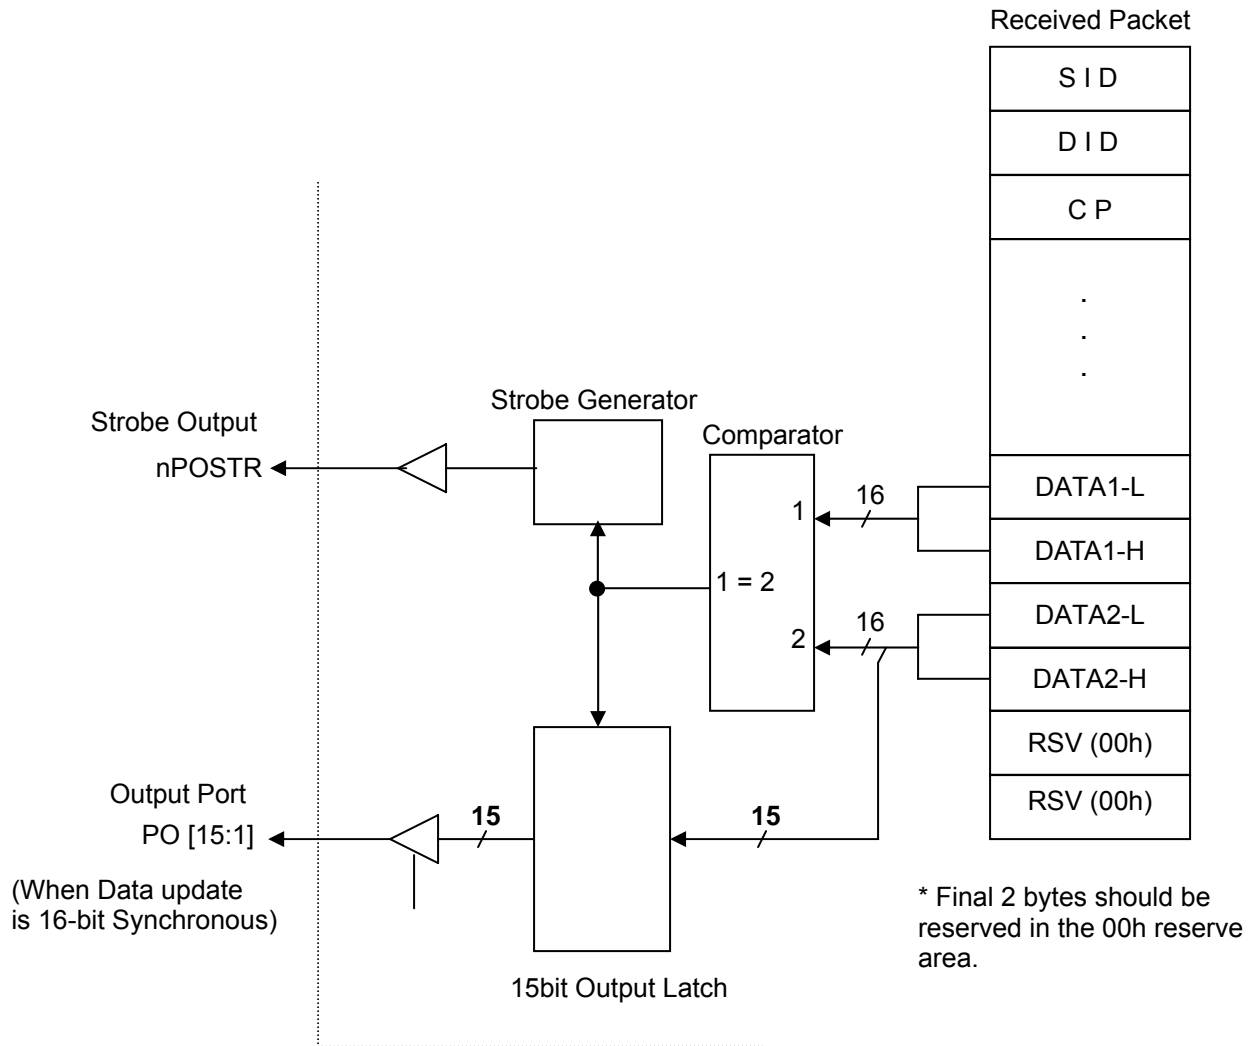 Received Packet
S I D
D I D
C P
.
.
.
Strobe Generator
Strobe Output
nPOSTR
Comparator
1
16
1 = 2
2
16
DATA1-L
DATA1-H
DATA2-L
DATA2-H
RSV (00h)
RSV (00h)
Output Port
PO [15:1]
15
15
(When Data update
is 16-bit Synchronous)
15bit Output Latch
* Final 2 bytes should be
reserved in the 00h reserve
area.